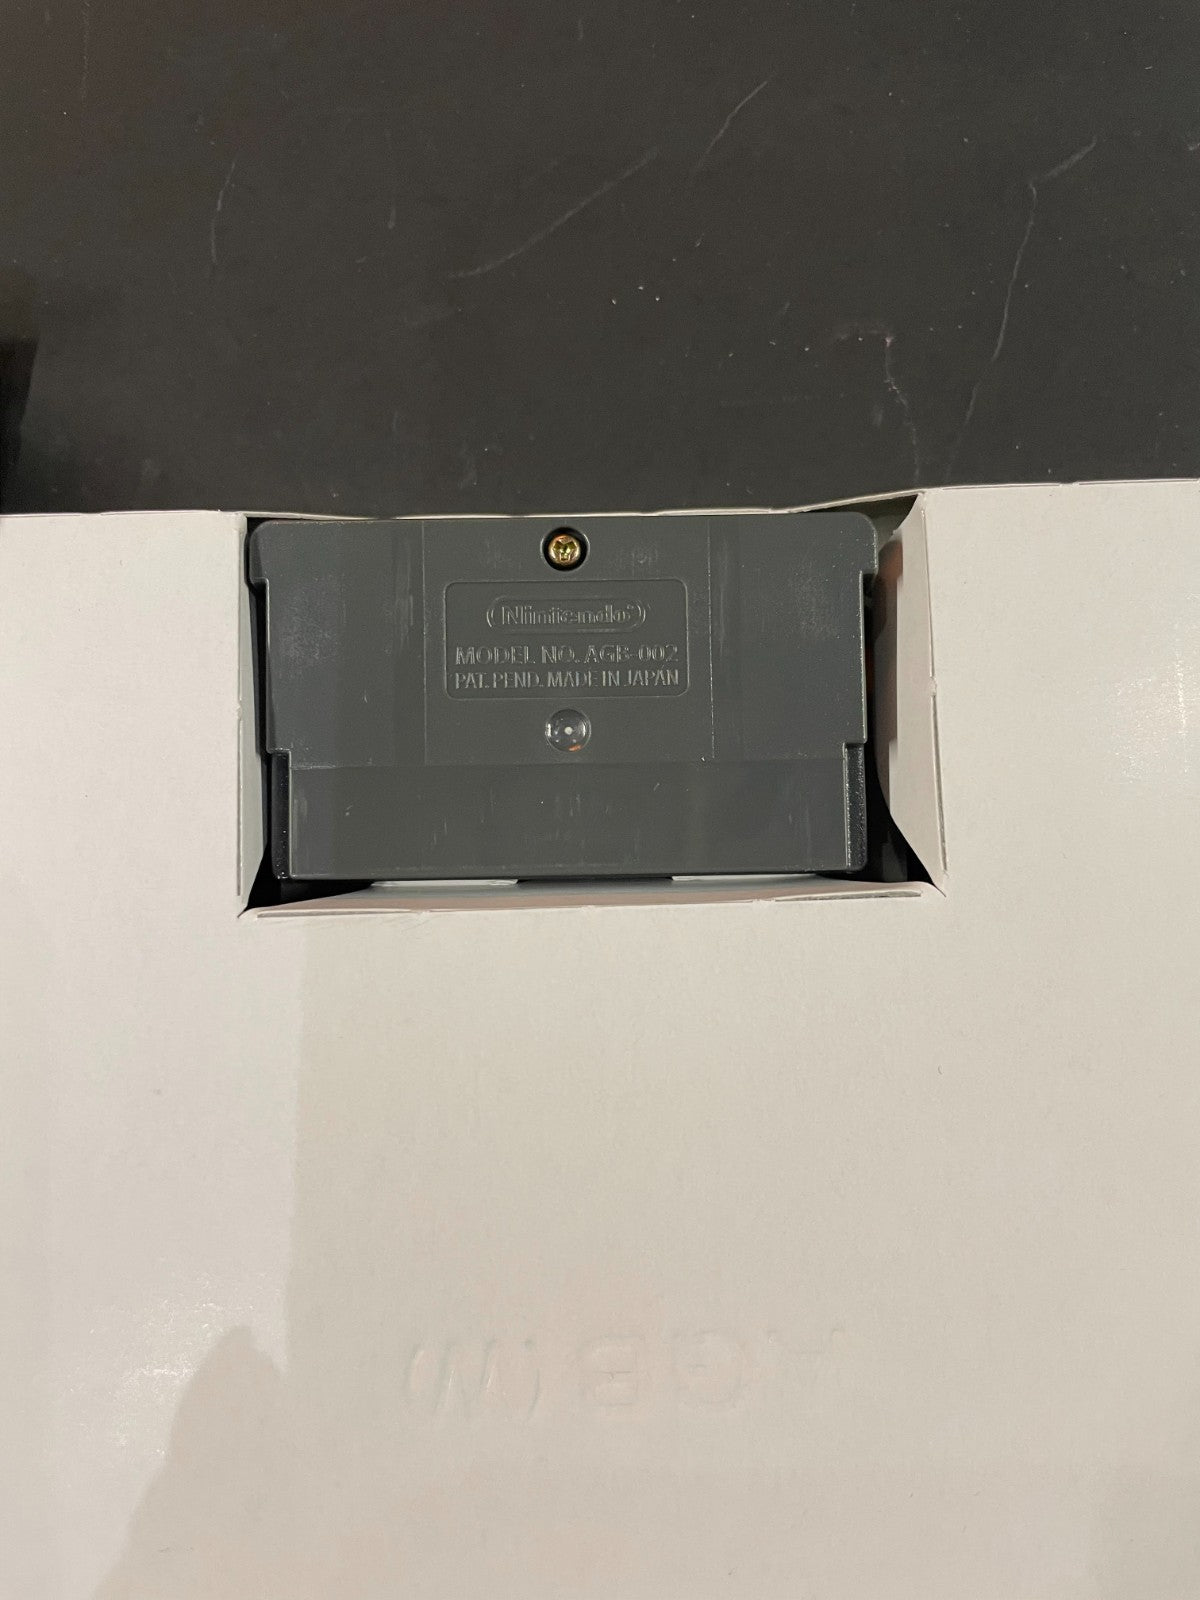 Nintendo®
MODEL NO. AGB-002
PAT. PEND. MADE IN JAPAN